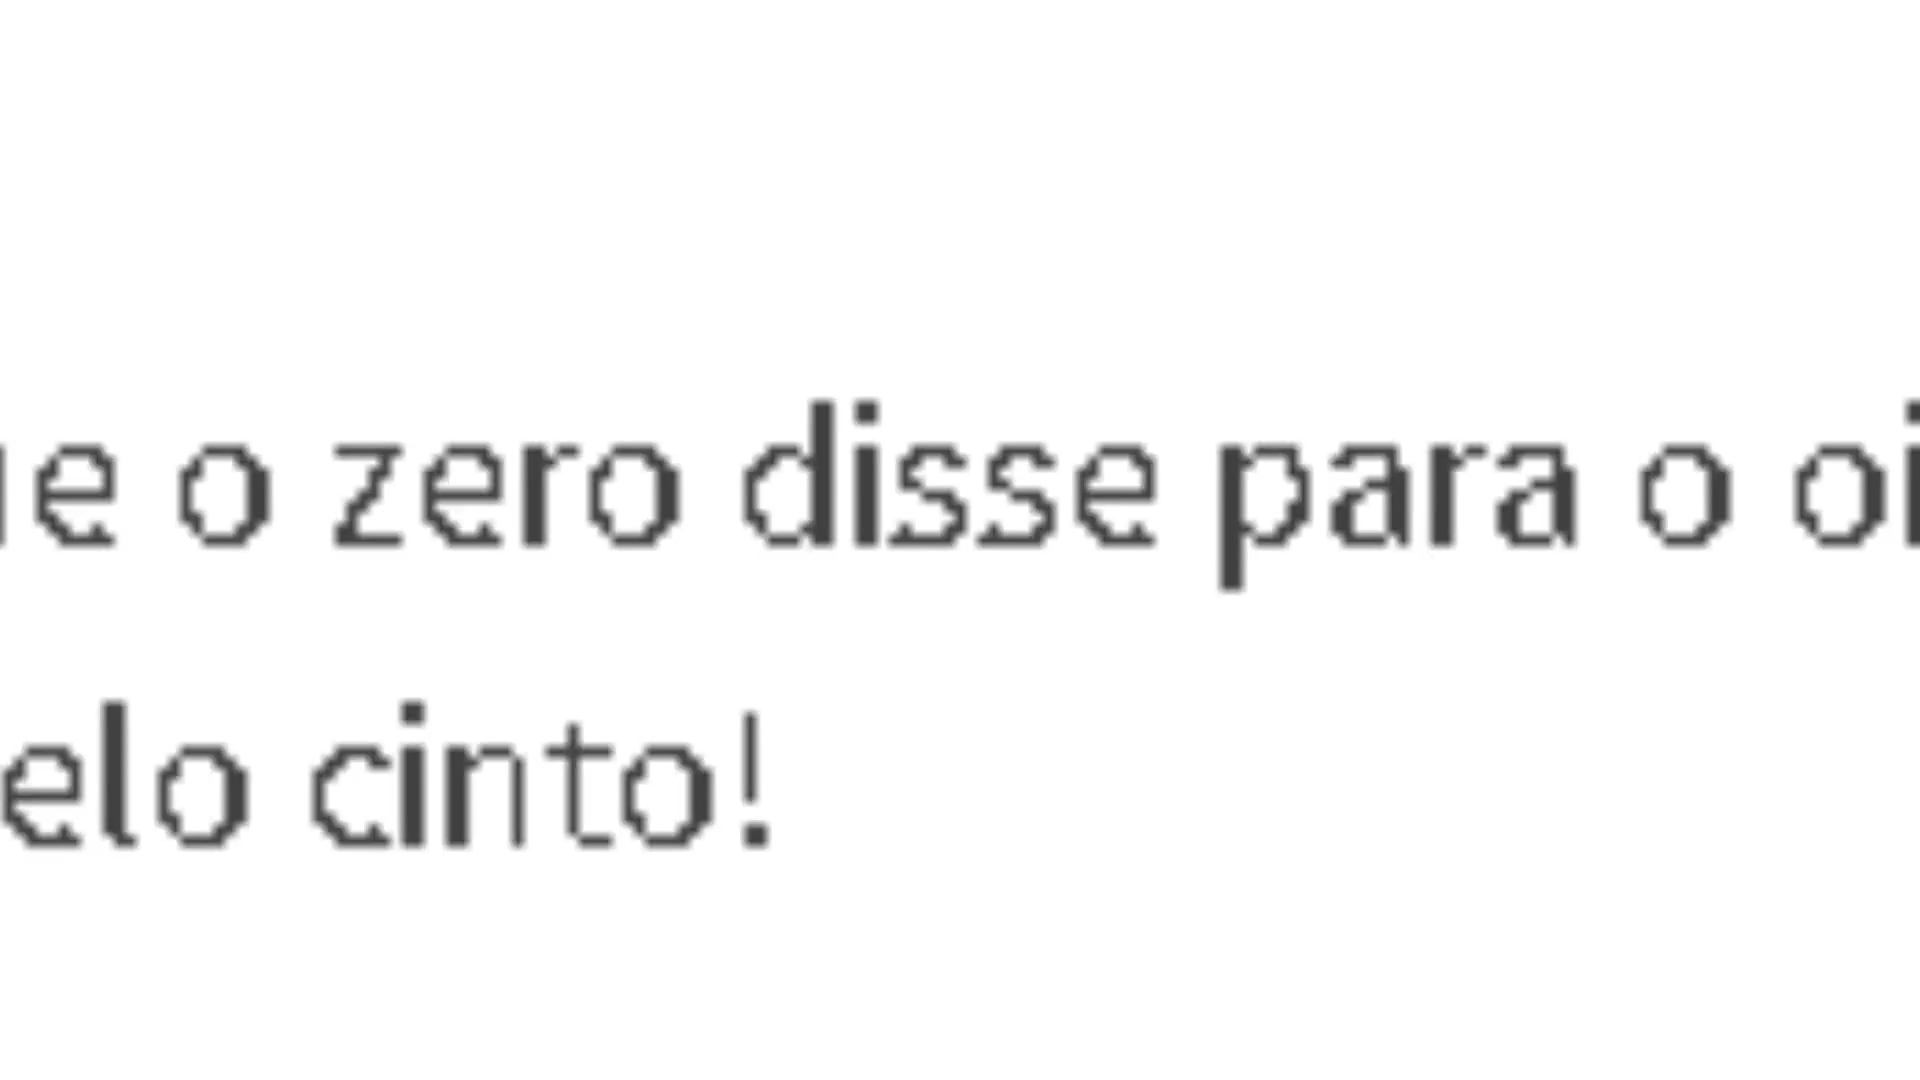 e o zero disse para o oi
elo cinto!